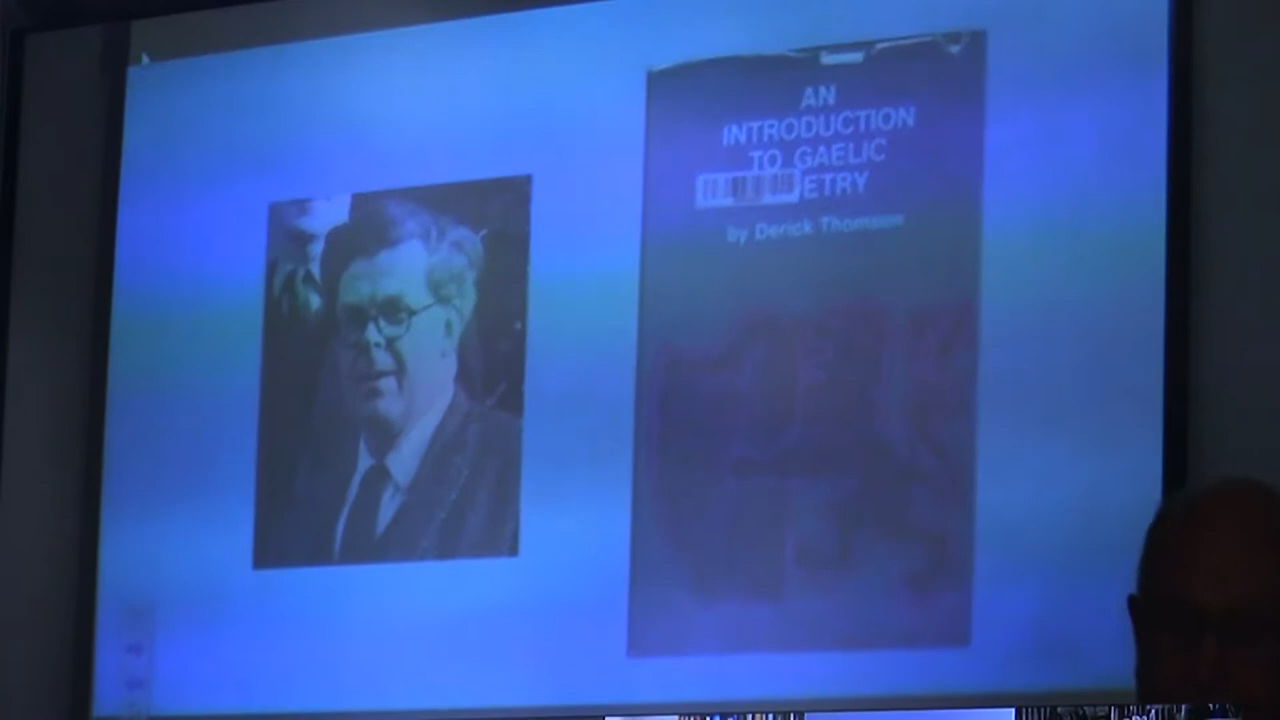 AN
INTRODUCTION
TO GAELIC
ETRY
by Derick Thomson